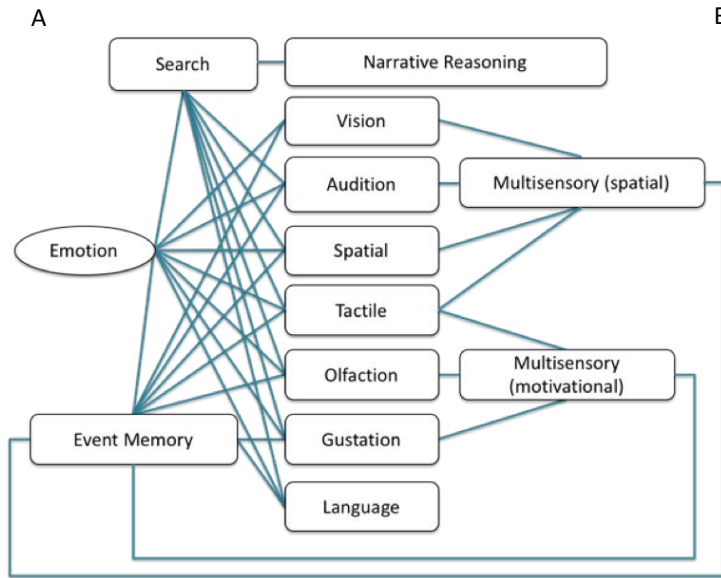 A
B
Search
Narrative Reasoning
Vision
Audition
Multisensory (spatial)
Emotion
Spatial
Tactile
Olfaction
Multisensory
(motivational)
Event Memory
Gustation
Language